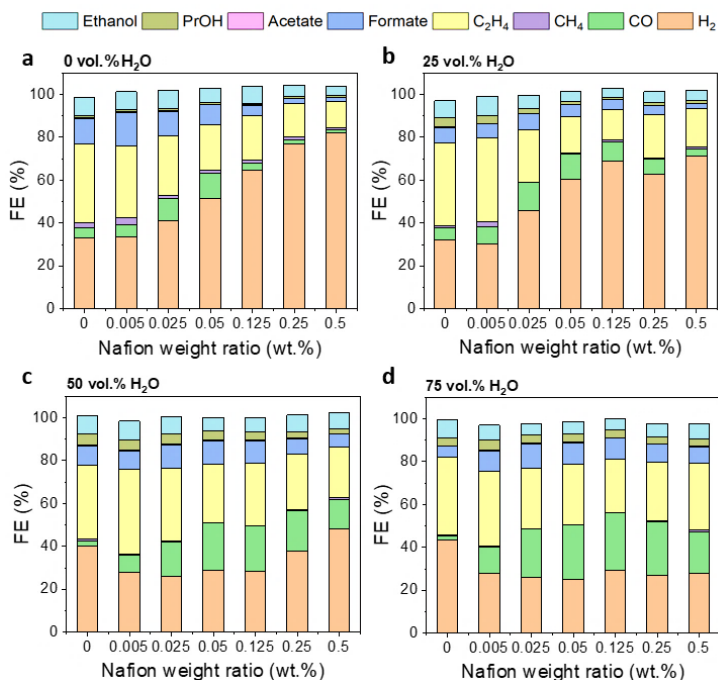 Ethanol PrOH Acetate Formate C₂H₄ CH₄ CO H₂
a 0 vol.% H₂O
FE (%)
100
80
60
40
20
0
0 0.005 0.025 0.05 0.125 0.25 0.5
Nafion weight ratio (wt.%)
b 25 vol.% H₂O
FE (%)
100
80
60
40
20
0
0 0.005 0.025 0.05 0.125 0.25 0.5
Nafion weight ratio (wt.%)
c 50 vol.% H₂O
FE (%)
100
80
60
40
20
0
0 0.005 0.025 0.05 0.125 0.25 0.5
Nafion weight ratio (wt.%)
d 75 vol.% H₂O
FE (%)
100
80
60
40
20
0
0 0.005 0.025 0.05 0.125 0.25 0.5
Nafion weight ratio (wt.%)